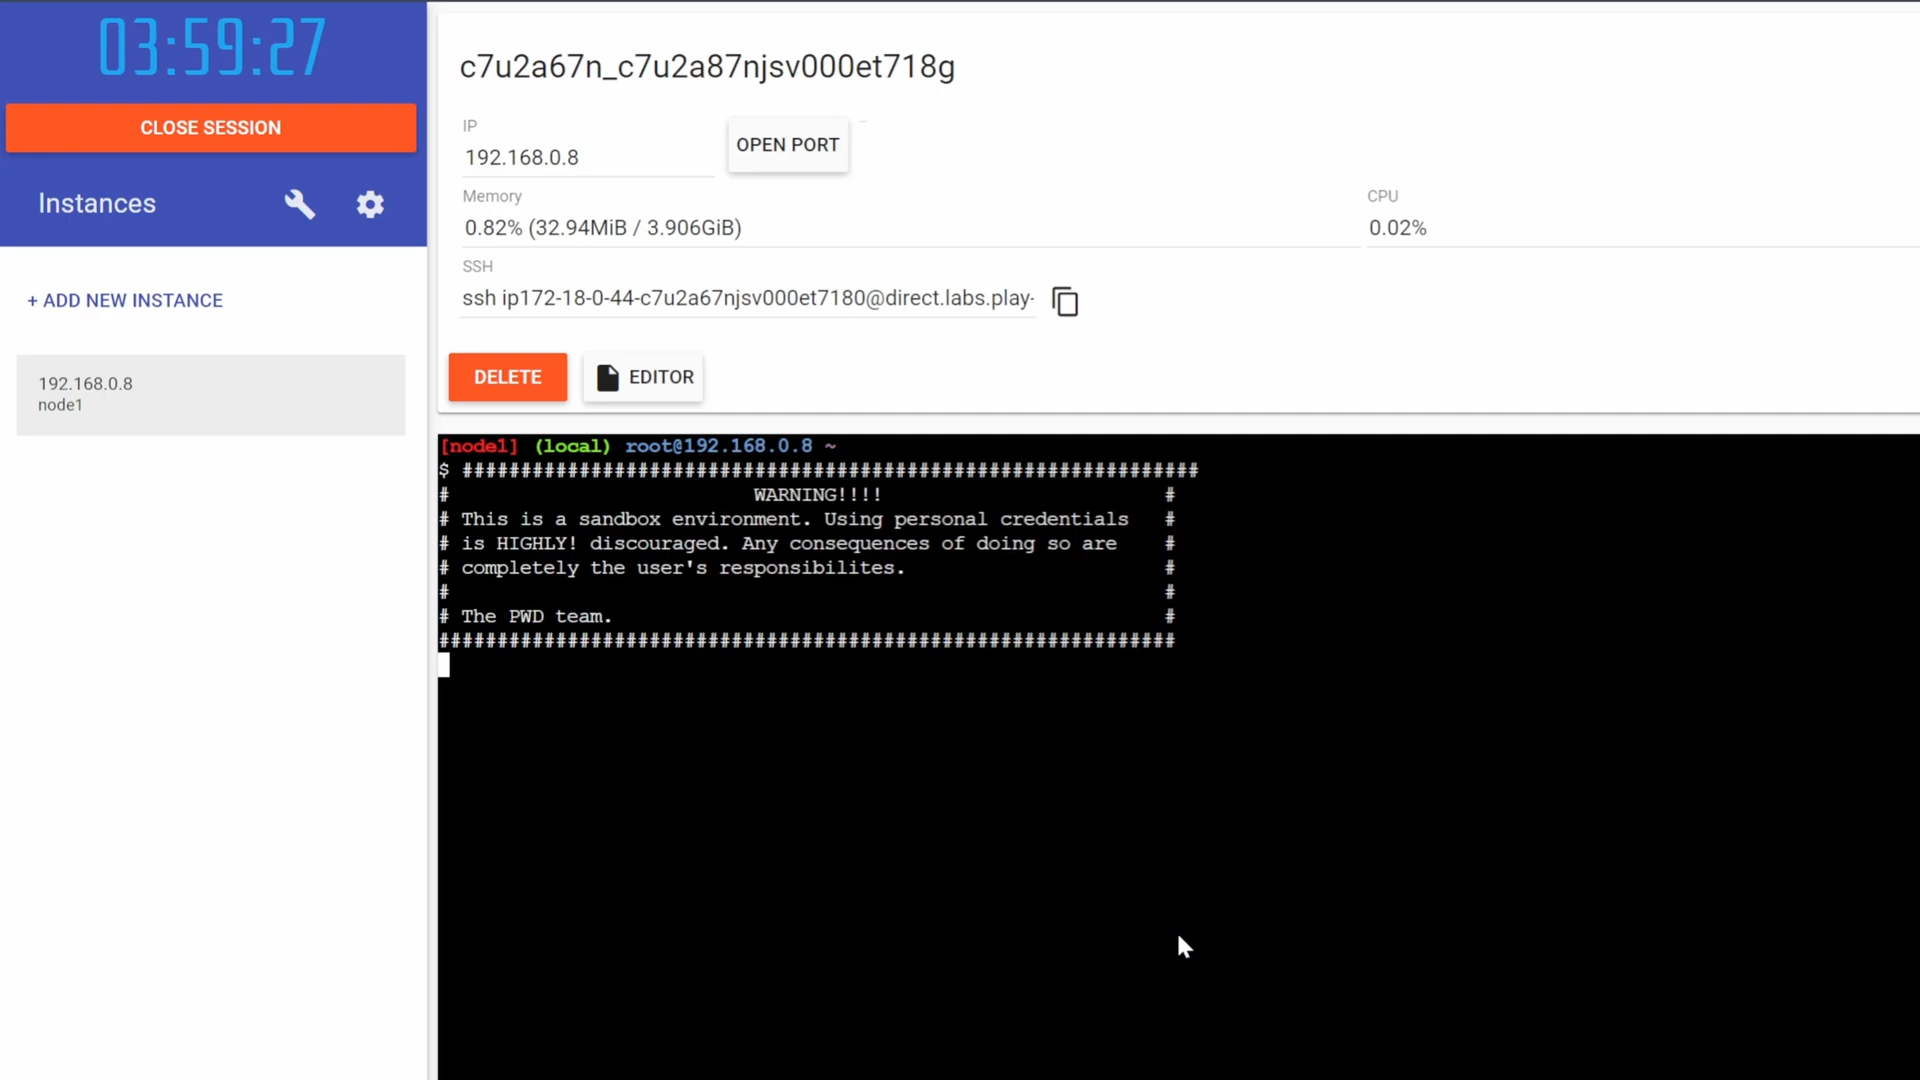 03:59:27
CLOSE SESSION
Instances
+ ADD NEW INSTANCE
192.168.0.8
node1
c7u2a67n_c7u2a87njsv000et718g
IP
192.168.0.8
OPEN PORT
Memory
0.82% (32.94MiB / 3.906GiB)
CPU
0.02%
SSH
ssh ip172-18-0-44-c7u2a67njsv000et7180@direct.labs.play-
DELETE
EDITOR
[node1] (local) root@192.168.0.8 ~
$ ###############################################################
#                          WARNING!!!!                        #
# This is a sandbox environment. Using personal credentials   #
# is HIGHLY! discouraged. Any consequences of doing so are    #
# completely the user's responsibilites.                      #
#                                                             #
# The PWD team.                                               #
###############################################################